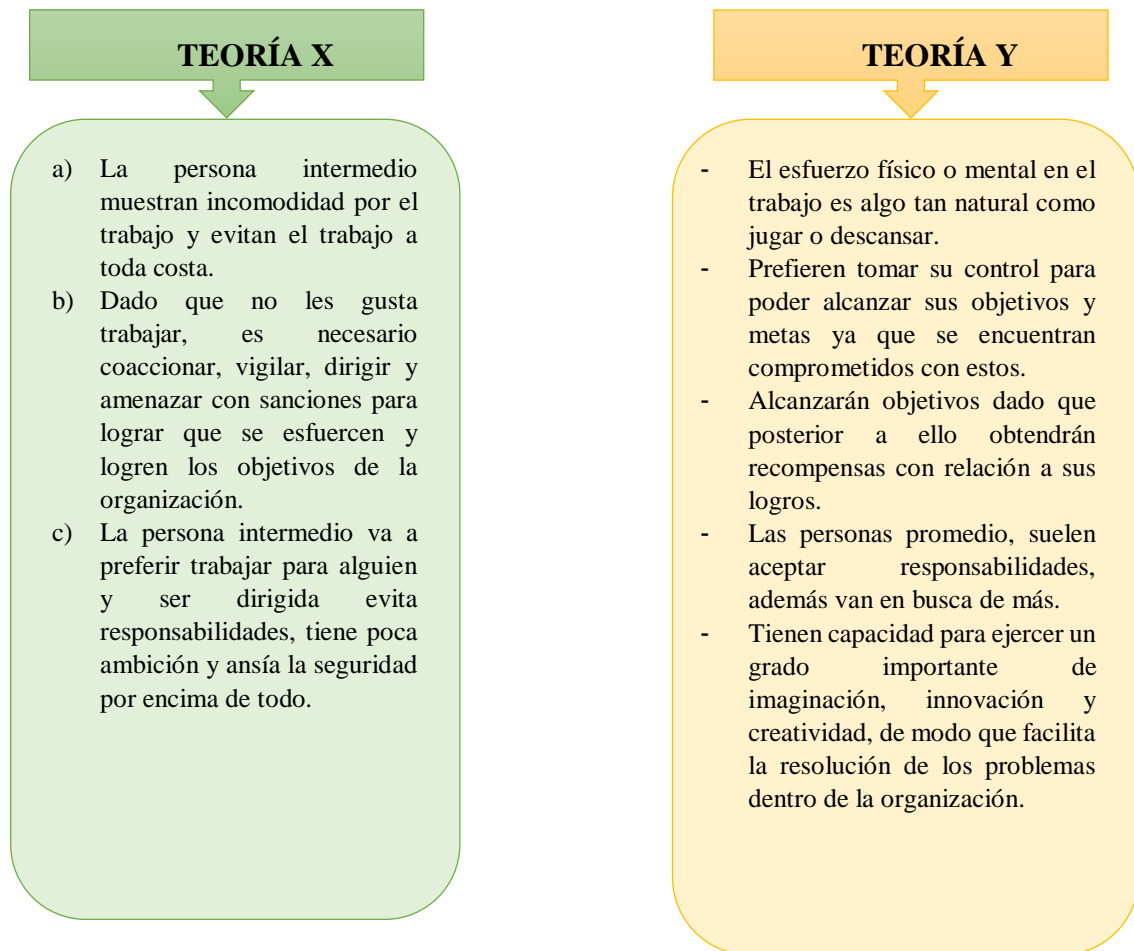 TEORÍA X
a) La persona intermedio
muestran incomodidad por el
trabajo y evitan el trabajo a
toda costa.
b) Dado que no les gusta
trabajar, es necesario
coaccionar, vigilar, dirigir y
amenazar con sanciones para
lograr que se esfuercen y
logren los objetivos de la
organización.
c) La persona intermedio va a
preferir trabajar para alguien
y ser dirigida evita
responsabilidades, tiene poca
ambición y ansía la seguridad
por encima de todo.
TEORÍA Y
- El esfuerzo físico o mental en el
trabajo es algo tan natural como
jugar o descansar.
- Prefieren tomar su control para
poder alcanzar sus objetivos y
metas ya que se encuentran
comprometidos con estos.
- Alcanzarán objetivos dado que
posterior a ello obtendrán
recompensas con relación a sus
logros.
- Las personas promedio, suelen
aceptar responsabilidades,
además van en busca de más.
- Tienen capacidad para ejercer un
grado importante de
imaginación, innovación y
creatividad, de modo que facilita
la resolución de los problemas
dentro de la organización.